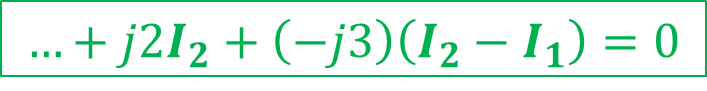 ... + j2I₂ + (−j3)(I₂ − I₁) = 0